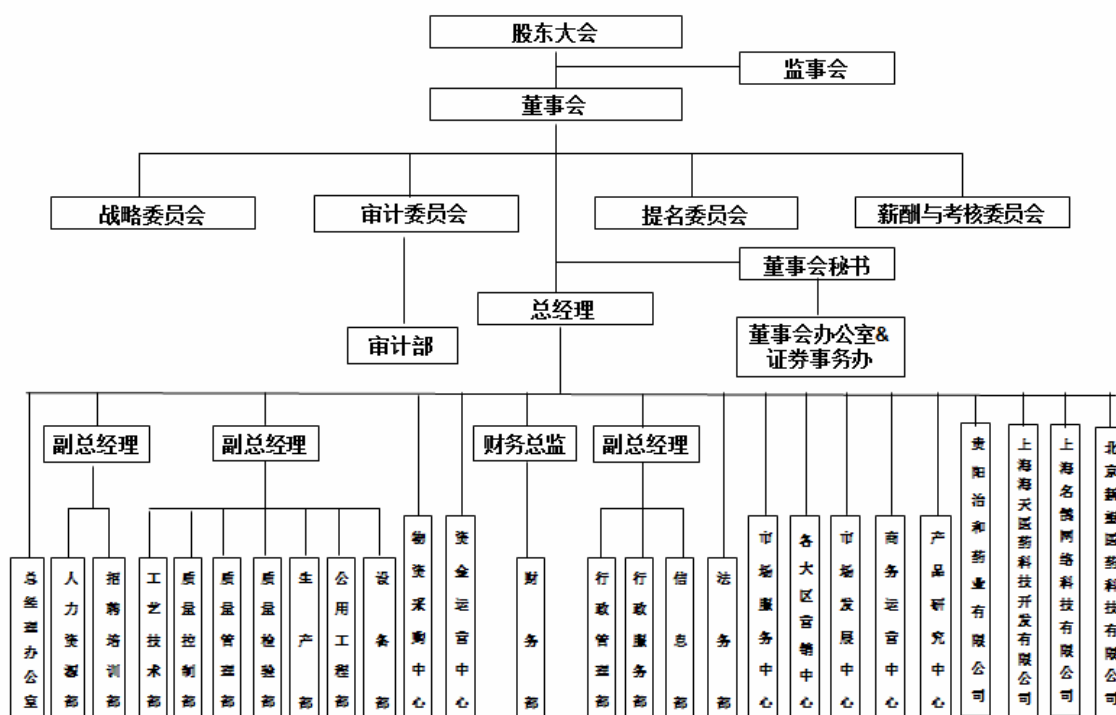 股东大会
监事会
董事会
战略委员会
审计委员会
提名委员会
薪酬与考核委员会
董事会秘书
总经理
审计部
董事会办公室&
证券事务办
副总经理
副总经理
财务总监
副总经理
总经理办公室
人力资源部
招聘培训部
工艺技术部
质量控制部
质量管理部
质量检验部
生产部
公用工程部
设备部
物资采购中心
资金运营中心
财务部
行政管理部
行政服务部
信息部
法务部
市场服务中心
各大区营销中心
市场发展中心
商务运营中心
产品研究中心
贵阳治和药业有限公司
上海海天医药科技开发有限公司
上海名鹊网络科技有限公司